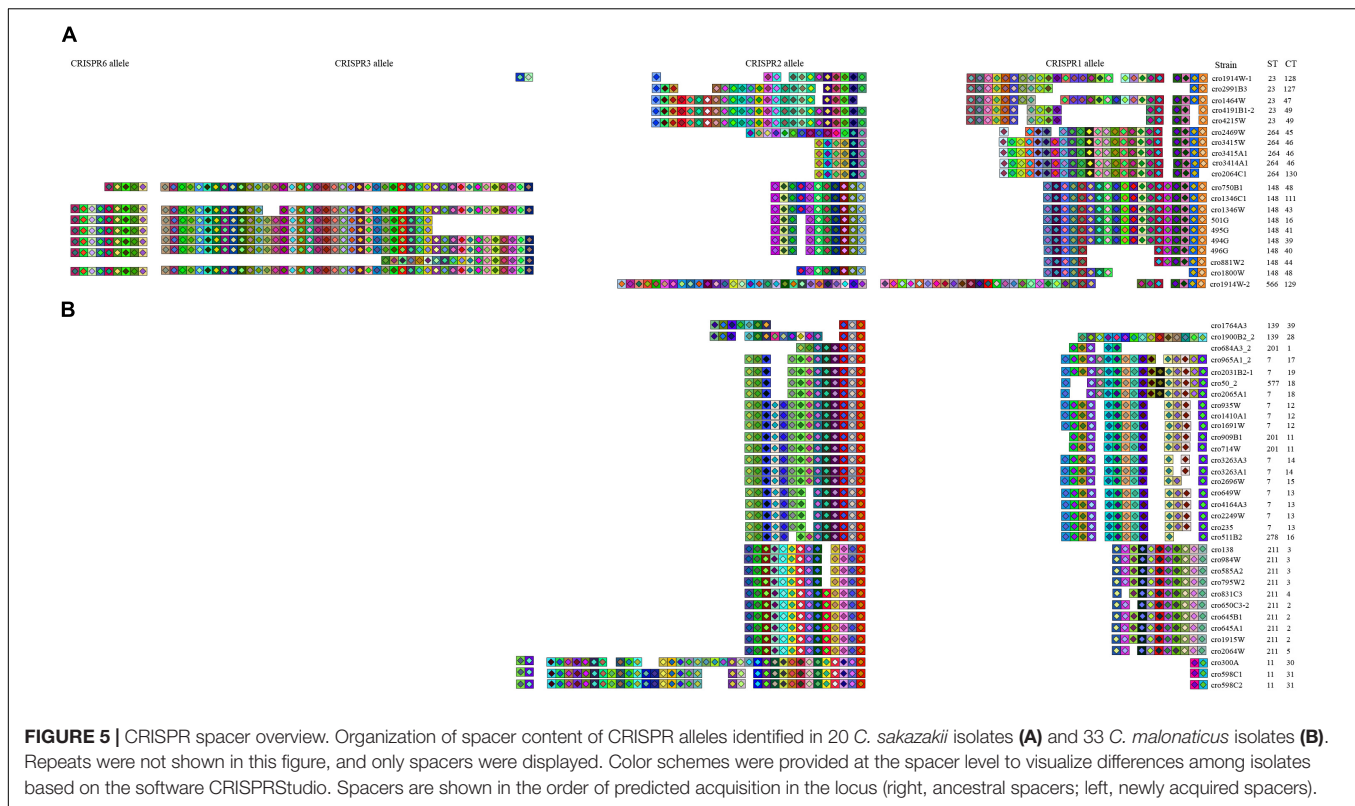 A
CRISPR6 allele CRISPR3 allele CRISPR2 allele CRISPR1 allele Strain ST CT
cro1914W-1 23 128
cro2991B3 23 127
cro1464W 23 47
cro4191B1-2 23 49
cro4215W 23 49
cro2469W 264 45
cro3415W 264 46
cro3415A1 264 46
cro3414A1 264 46
cro2064C1 264 130
cro750B1 148 48
cro1346C1 148 111
cro1346W 148 43
501G 148 16
495G 148 41
494G 148 39
496G 148 40
cro881W2 148 44
cro1800W 148 48
cro1914W-2 566 129
B
cro1764A3 139 39
cro1900B2_2 139 28
cro684A3_2 201 1
cro965A1_2 7 17
cro2031B2-1 7 19
cro50_2 577 18
cro2065A1 7 18
cro935W 7 12
cro1410A1 7 12
cro1691W 7 12
cro909B1 201 11
cro714W 201 11
cro3263A3 7 14
cro3263A1 7 14
cro2696W 7 15
cro649W 7 13
cro4164A3 7 13
cro2249W 7 13
cro235 7 13
cro511B2 278 16
cro138 211 3
cro984W 211 3
cro585A2 211 3
cro795W2 211 3
cro831C3 211 4
cro650C3-2 211 2
cro645B1 211 2
cro645A1 211 2
cro1915W 211 2
cro2064W 211 5
cro300A 11 30
cro598C1 11 31
cro598C2 11 31
FIGURE 5 | CRISPR spacer overview. Organization of spacer content of CRISPR alleles identified in 20 C. sakazakii isolates (A) and 33 C. malonaticus isolates (B).
Repeats were not shown in this figure, and only spacers were displayed. Color schemes were provided at the spacer level to visualize differences among isolates
based on the software CRISPRStudio. Spacers are shown in the order of predicted acquisition in the locus (right, ancestral spacers; left, newly acquired spacers).